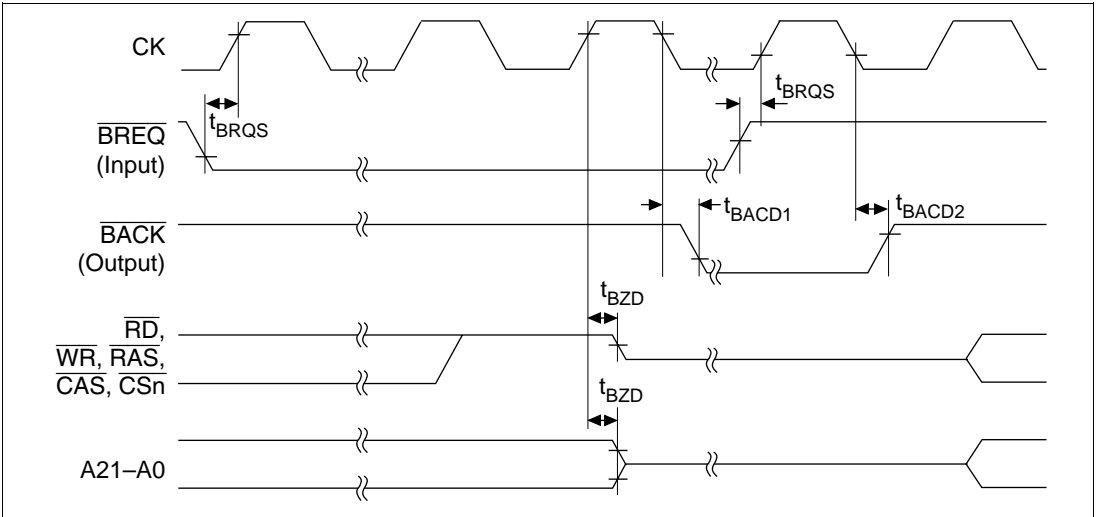 CK
tBRQS
tBRQS
BREQ
(Input)
tBACD1
tBACD2
BACK
(Output)
tBZD
RD,
WR, RAS,
CAS, CSn
tBZD
A21–A0